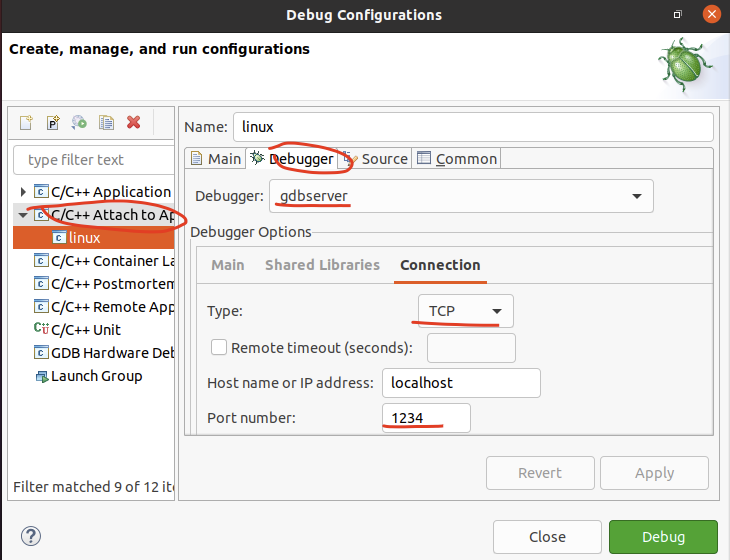 Debug Configurations
Create, manage, and run configurations
Name: linux
type filter text
Main Debugger Source Common
C/C++ Application
Debugger: gdbserver
C/C++ Attach to Ap
linux
Debugger Options
C/C++ Container La
Main Shared Libraries Connection
C/C++ Postmortem
C/C++ Remote App
Type: TCP
C/C++ Unit
Remote timeout (seconds):
GDB Hardware Deb
Launch Group
Host name or IP address: localhost
Port number: 1234
Revert Apply
Filter matched 9 of 12 ite
Close Debug